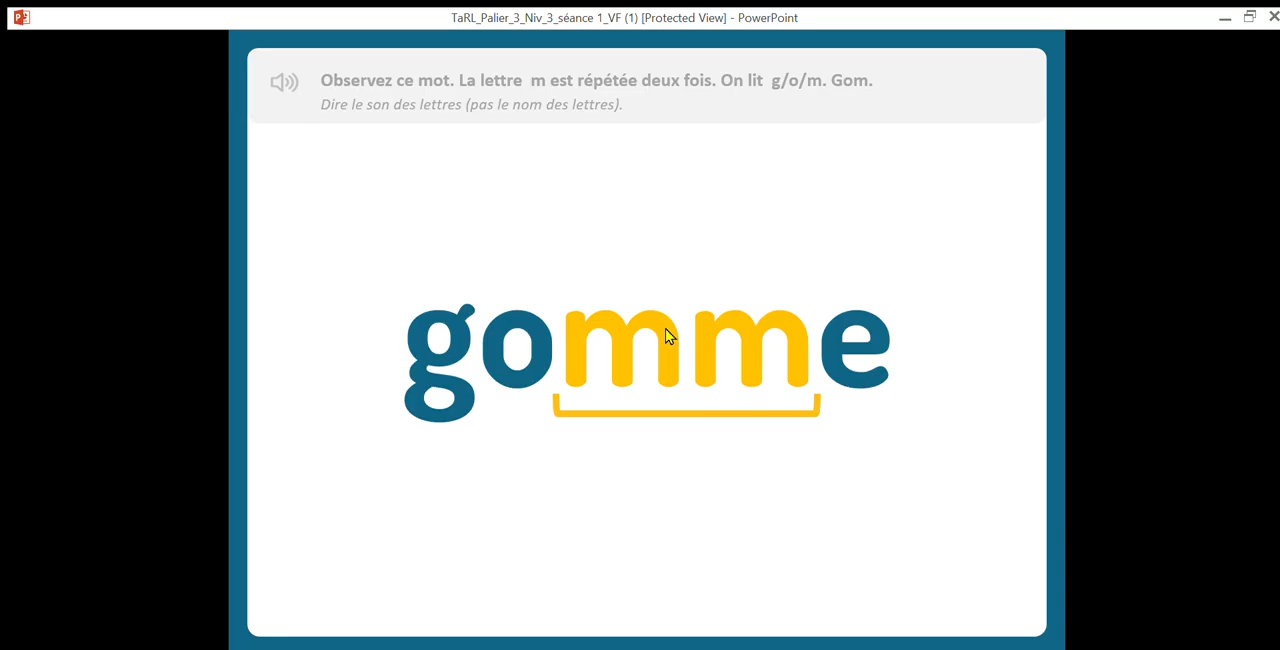 TaRL_Palier_3_Niv_3_séance 1_VF (1) [Protected View] - PowerPoint
Observez ce mot. La lettre m est répétée deux fois. On lit g/o/m. Gom.
Dire le son des lettres (pas le nom des lettres).
gomme